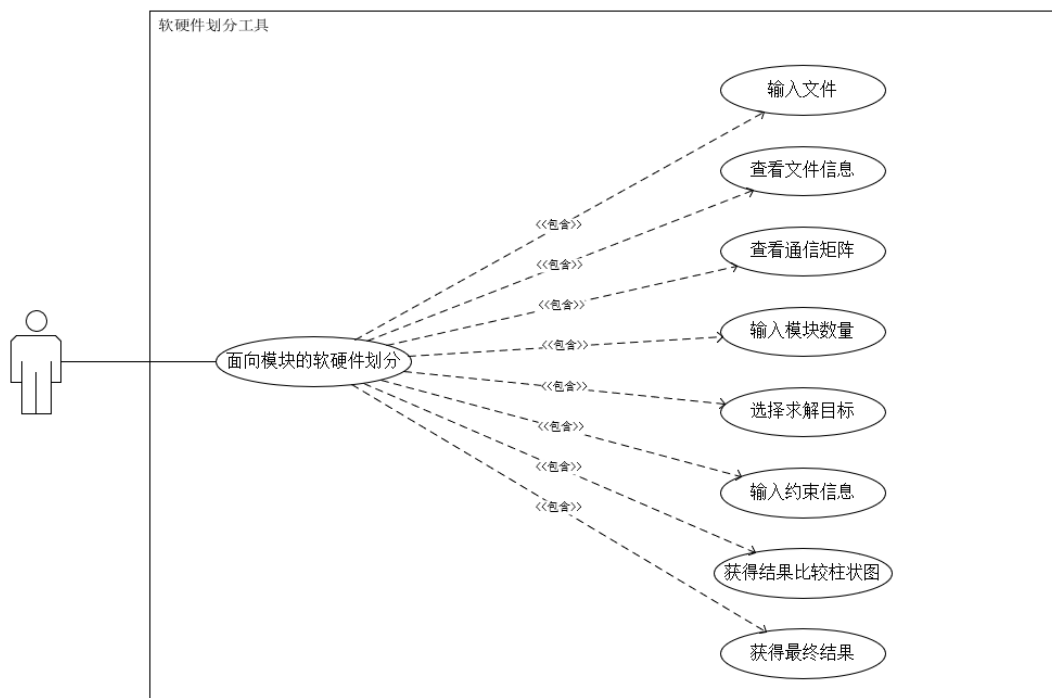 软硬件划分工具
输入文件
查看文件信息
<<包含>>
<<包含>>
查看通信矩阵
<<包含>>
输入模块数量
<<包含>>
面向模块的软硬件划分
<<包含>>
选择求解目标
<<包含>>
<<包含>>
输入约束信息
<<包含>>
获得结果比较柱状图
获得最终结果